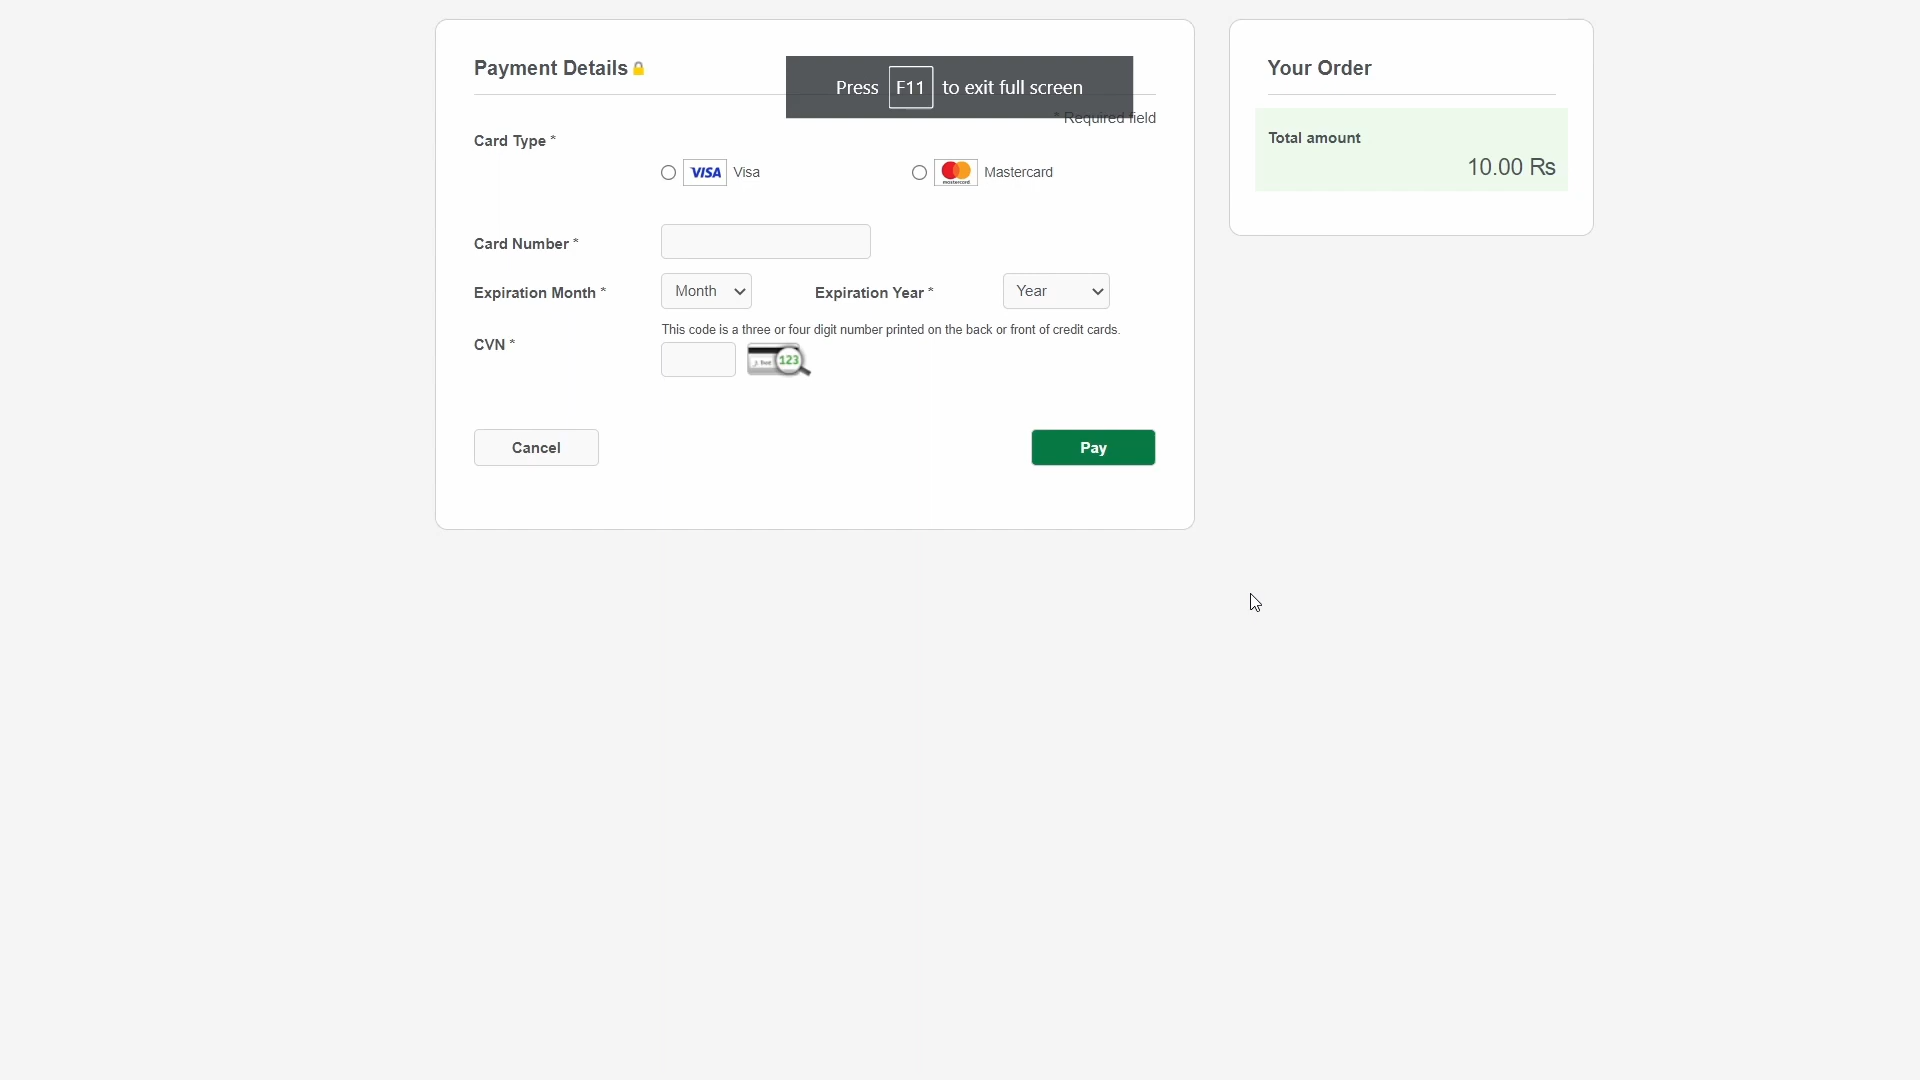 Payment Details
Press F11 to exit full screen
* Required field
Card Type *
VISA Visa
mastercard Mastercard
Card Number *
Expiration Month * Month Expiration Year * Year
This code is a three or four digit number printed on the back or front of credit cards.
CVN *
123
Cancel Pay
Your Order
Total amount
10.00 Rs